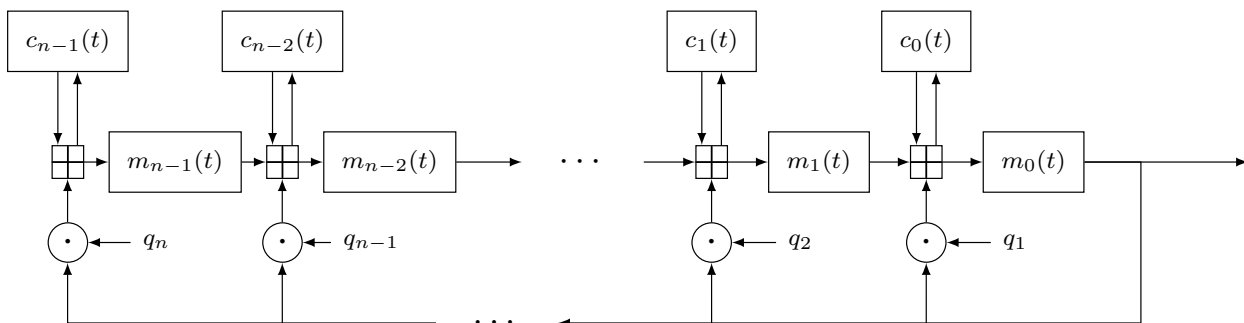 c_{n−1}(t) c_{n−2}(t) c_1(t) c_0(t)
m_{n−1}(t) m_{n−2}(t) ··· m_1(t) m_0(t)
q_n q_{n−1} q_2 q_1
···